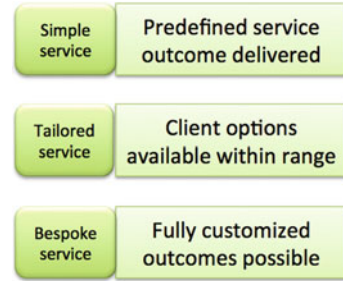 Simple
service
Predefined service
outcome delivered
Tailored
service
Client options
available within range
Bespoke
service
Fully customized
outcomes possible